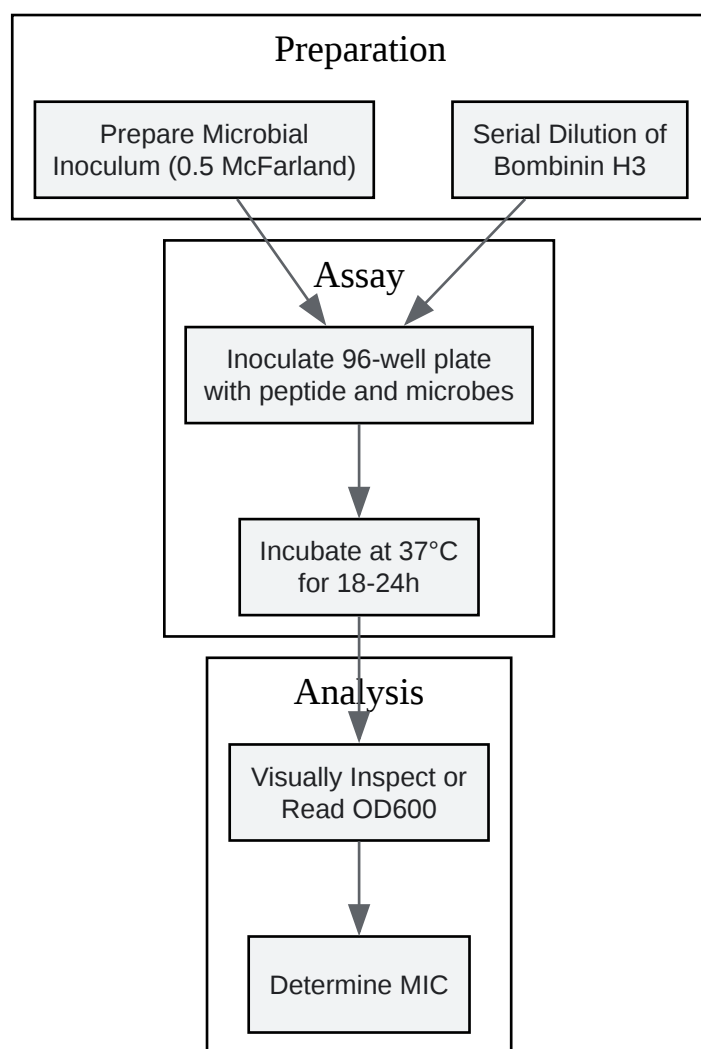 Preparation
Prepare Microbial
Inoculum (0.5 McFarland)
Serial Dilution of
Bombinin H3
Assay
Inoculate 96-well plate
with peptide and microbes
Incubate at 37°C
for 18-24h
Analysis
Visually Inspect or
Read OD600
Determine MIC